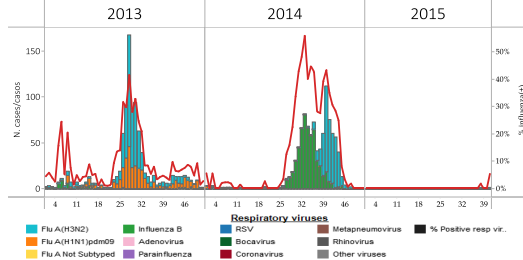 2013 2014 2015
N. cases/casos
150
100
50
0
50%
40%
30%
20%
10%
0%
% influenza(+)
4 11 18 25 32 39 46 4 11 18 25 32 39 46 4 11 18 25 32 39
Respiratory viruses
Flu A(H3N2) Influenza B RSV Metapneumovirus % Positive resp vir..
Flu A(H1N1)pdm09 Adenovirus Bocavirus Rhinovirus
Flu A Not Subtyped Parainfluenza Coronavirus Other viruses